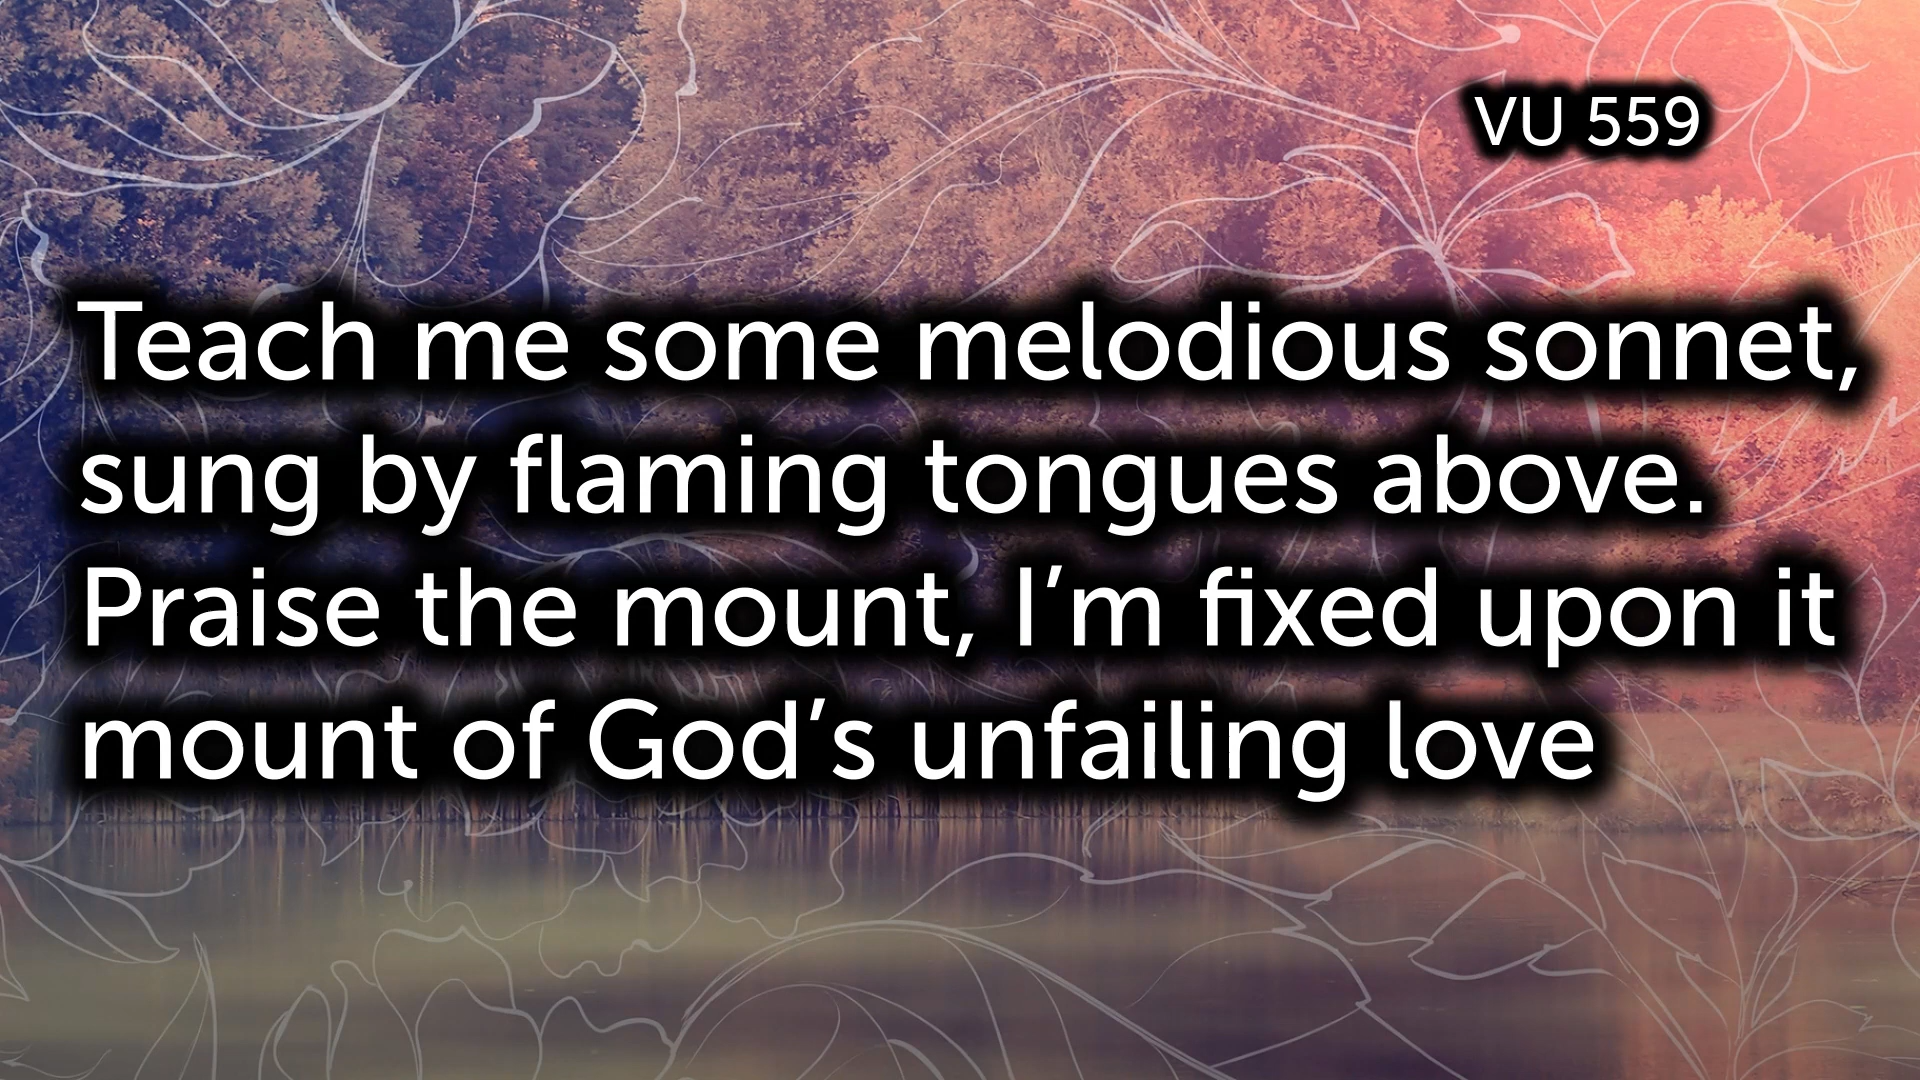 VU 559
Teach me some melodious sonnet,
sung by flaming tongues above.
Praise the mount, I’m fixed upon it
mount of God’s unfailing love